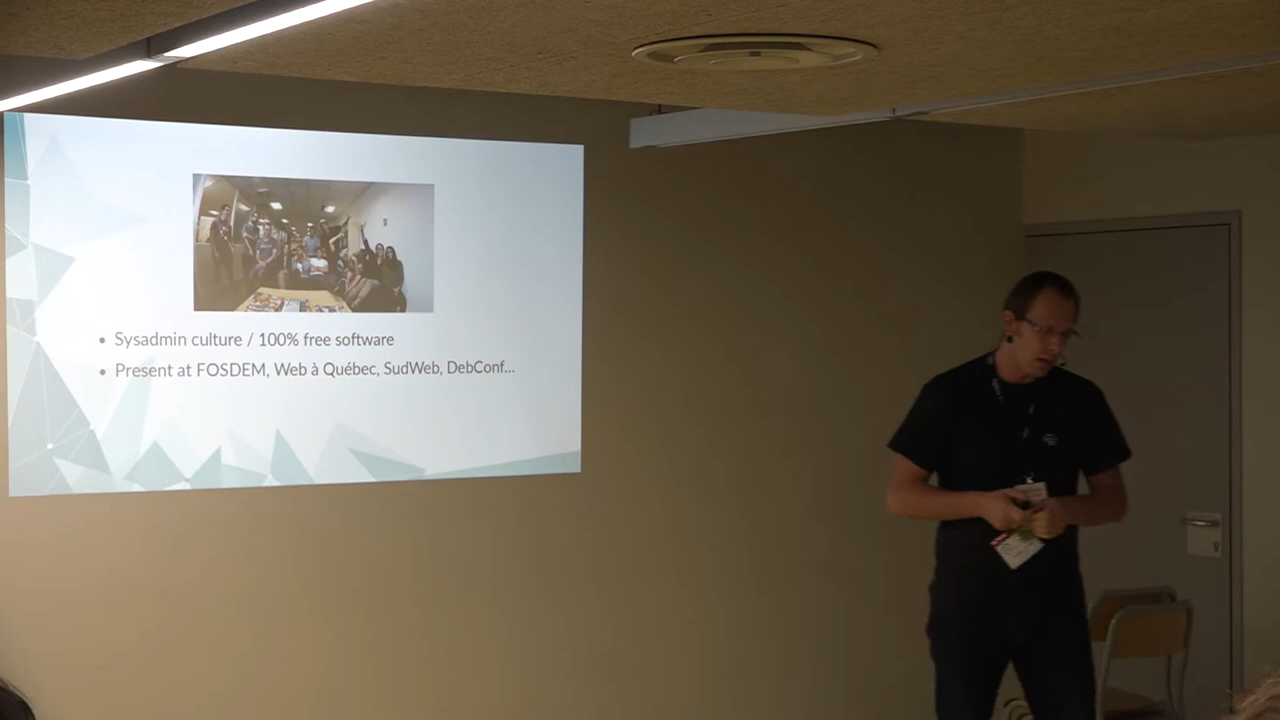 Sysadmin culture / 100% free software
Present at FOSDEM, Web à Québec, SudWeb, DebConf...